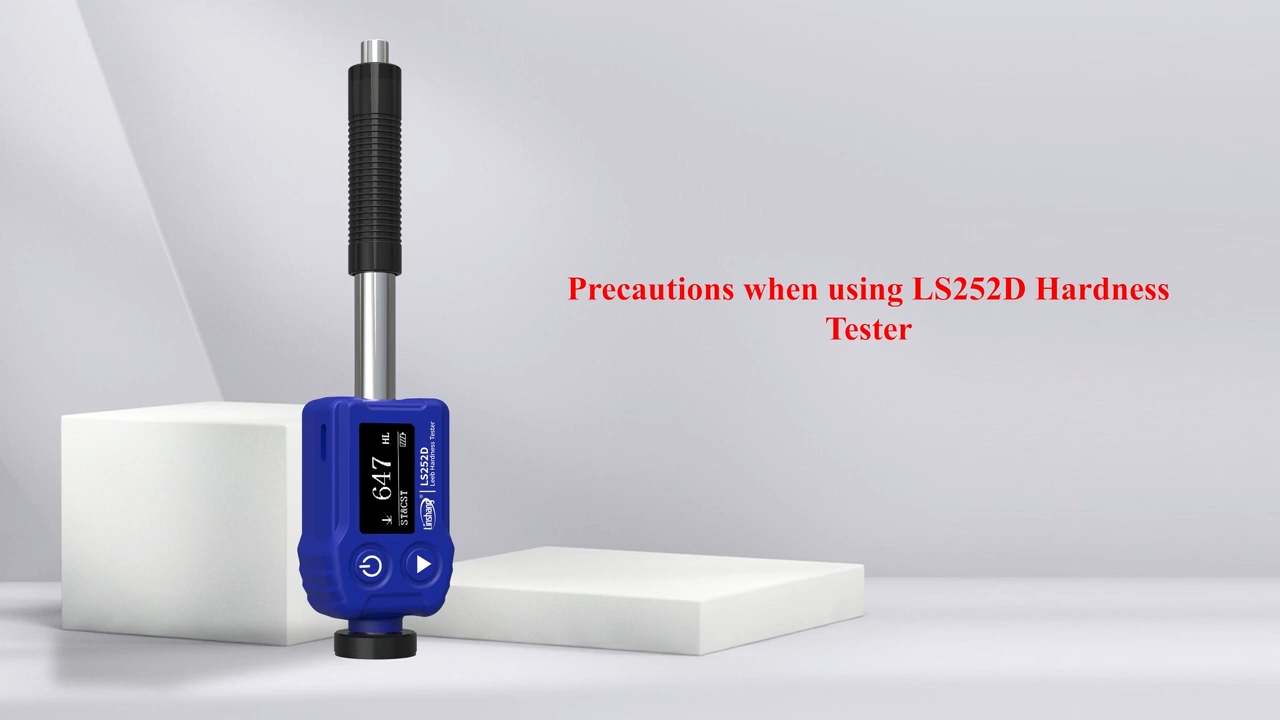 Precautions when using LS252D Hardness
Tester
647 HL
ST&CST
Linshang®
LS252D
Leeb Hardness Tester